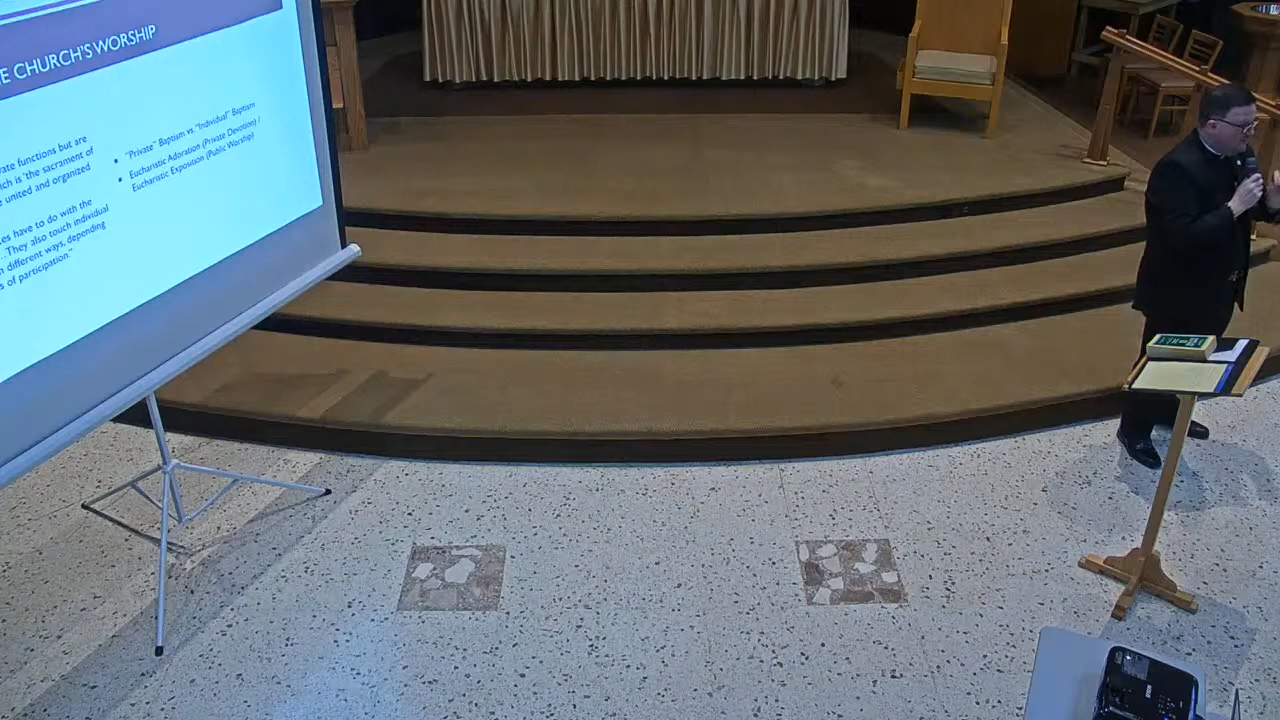 E CHURCH'S WORSHIP
vate functions but are
rch is 'the sacrament of
e united and organized
es have to do with the
...They also touch individual
n different ways, depending
s of participation."
• "Private" Baptism vs. "Individual" Baptism
• Eucharistic Adoration (Private Devotion) /
Eucharistic Exposition (Public Worship)